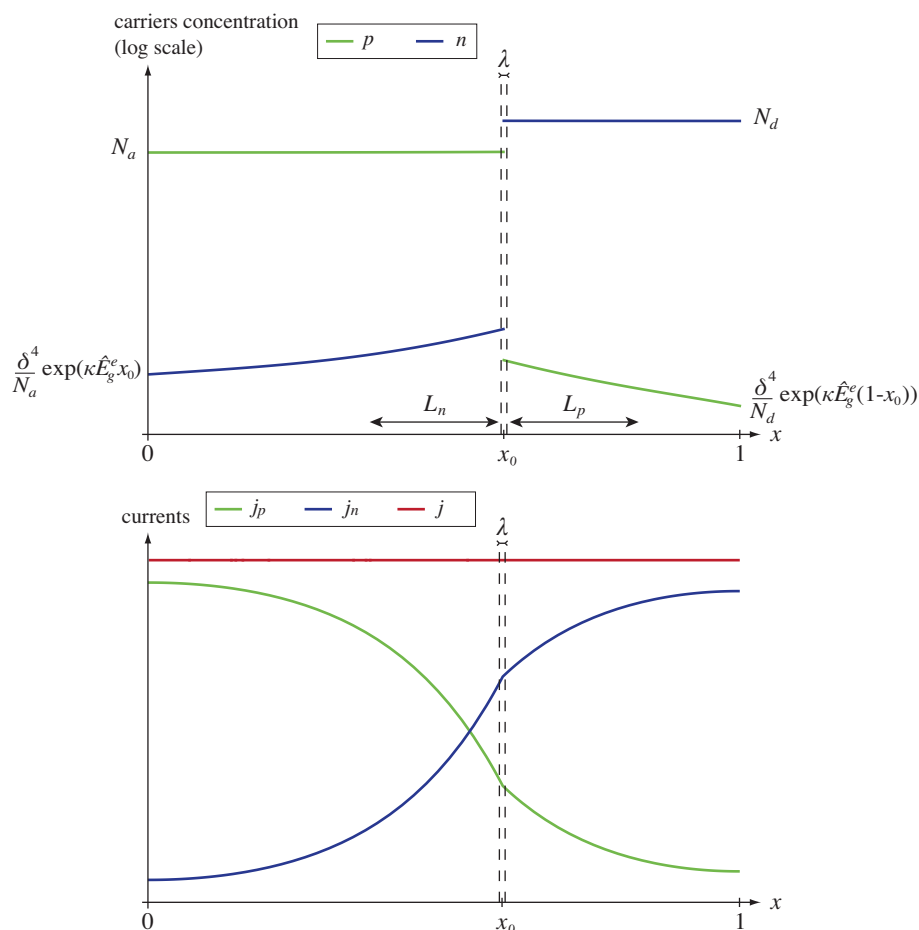 carriers concentration
(log scale)
p n
λ
N_a
N_d
δ^4/N_a exp(κÊ_g^e x_0)
δ^4/N_d exp(κÊ_g^e(1-x_0))
L_n L_p
0 x_0 1 x
currents
j_p j_n j
λ
0 x_0 1 x